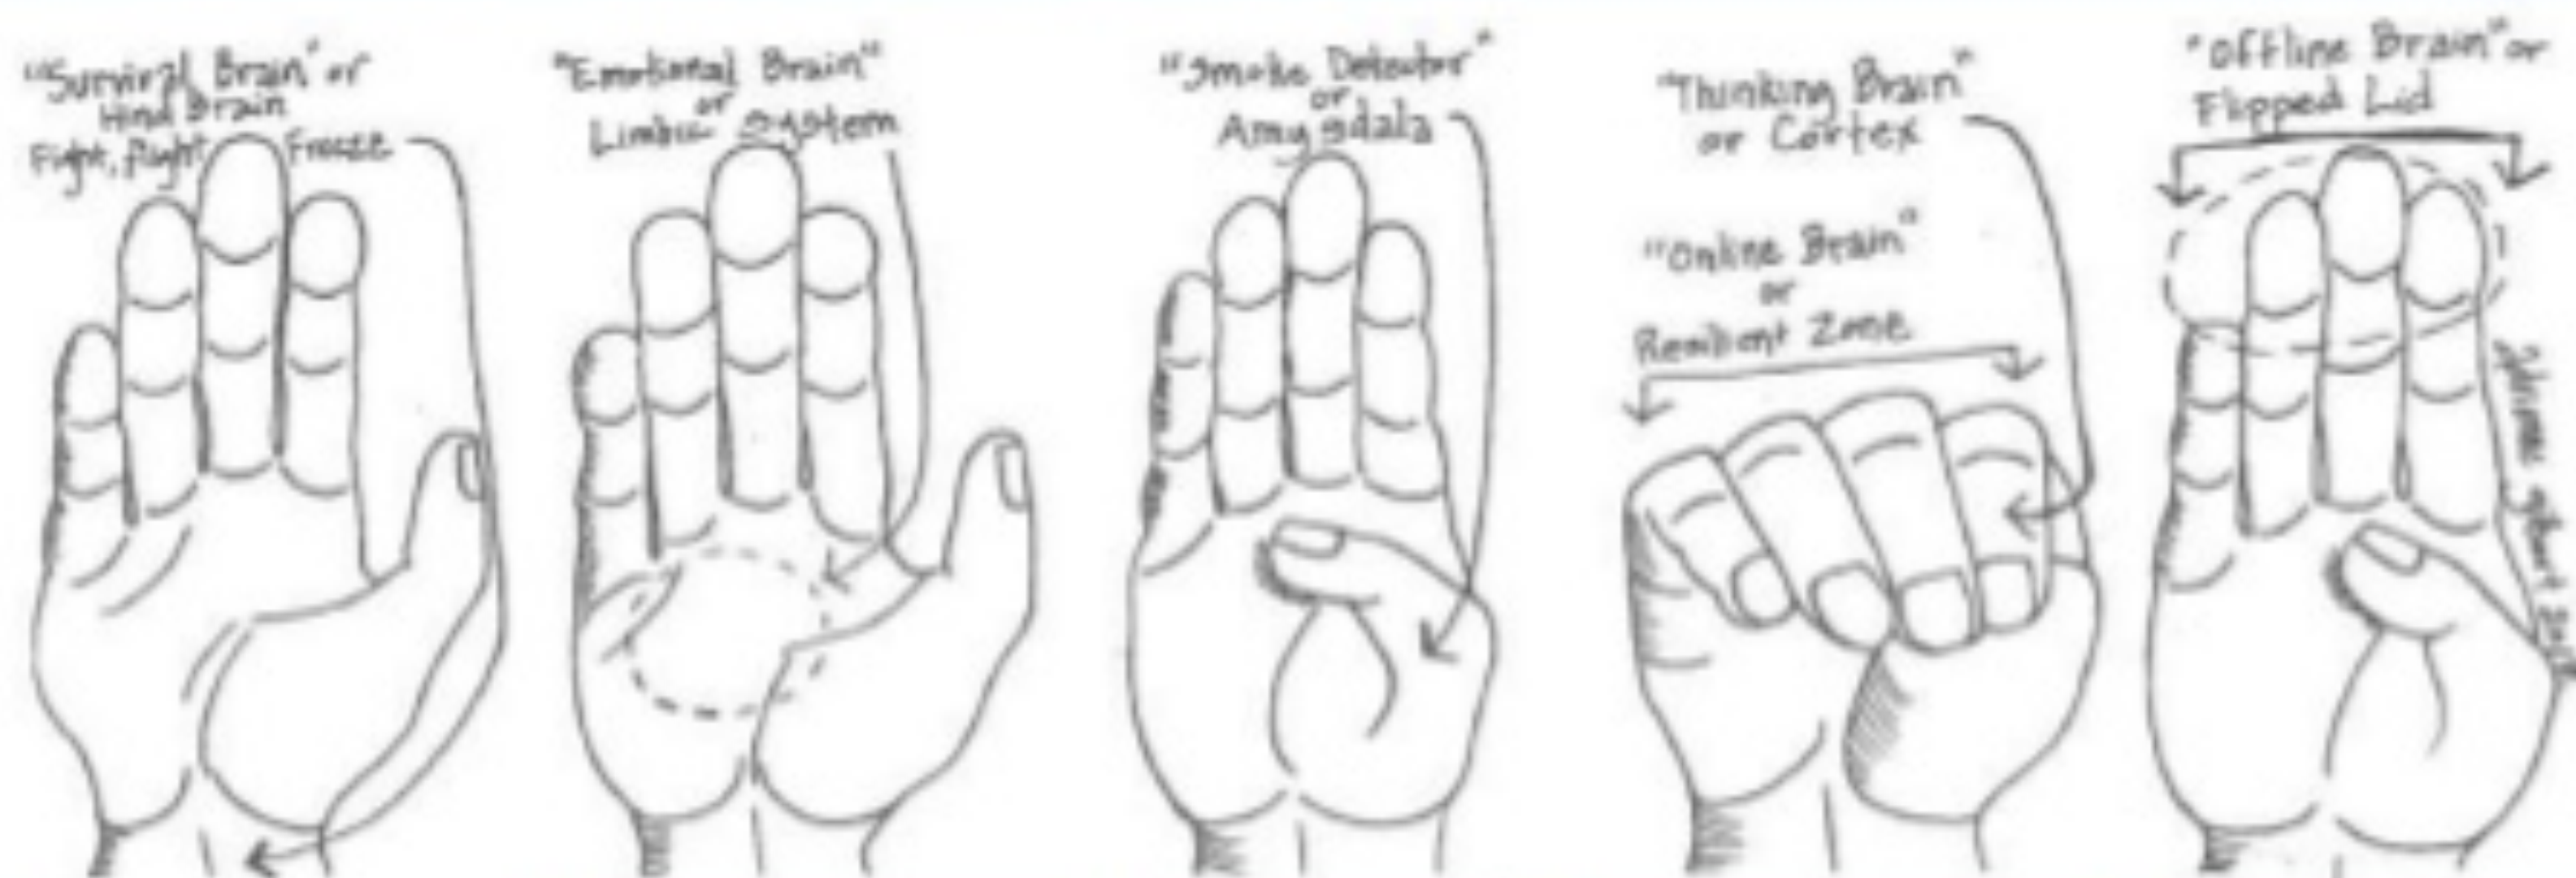 "Survival Brain" or
Hind Brain
Fight, flight Freeze
"Emotional Brain"
or
Limbic System
"Smoke Detector"
or
Amygdala
"Thinking Brain"
or Cortex
"Online Brain"
or
Resilient Zone
"Offline Brain" or
Flipped Lid